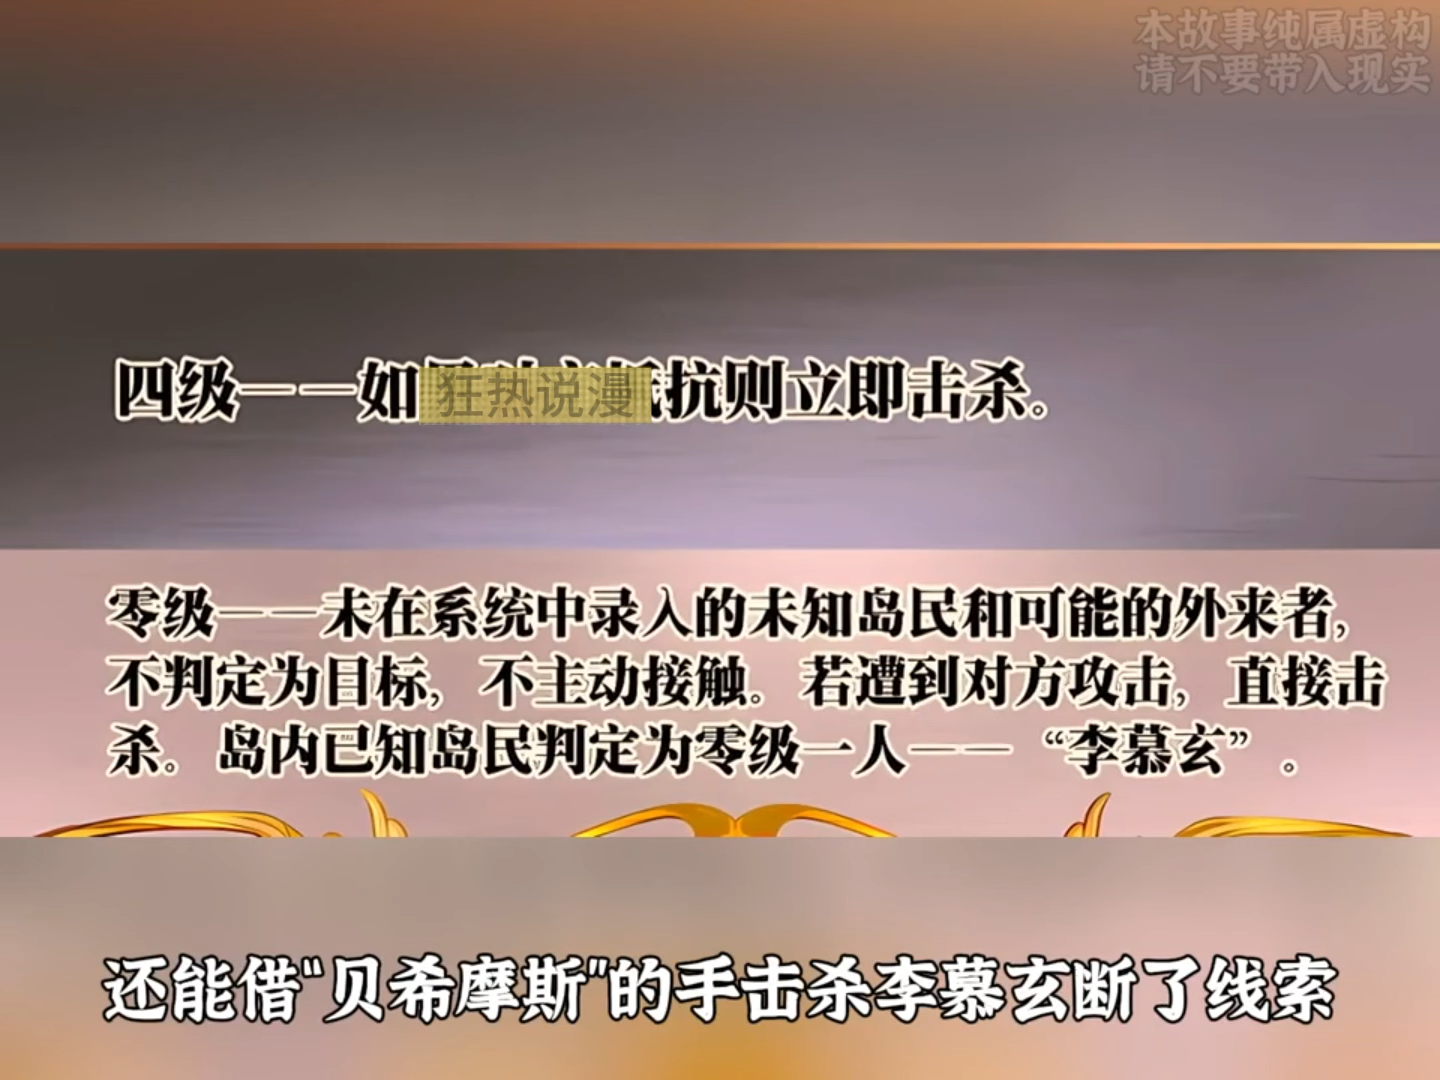 本故事纯属虚构
请不要带入现实
四级——如 狂热说漫 抗则立即击杀。
零级——未在系统中录入的未知岛民和可能的外来者，
不判定为目标，不主动接触。若遭到对方攻击，直接击
杀。岛内已知岛民判定为零级一人——“李慕玄”。
还能借“贝希摩斯”的手击杀李慕玄断了线索